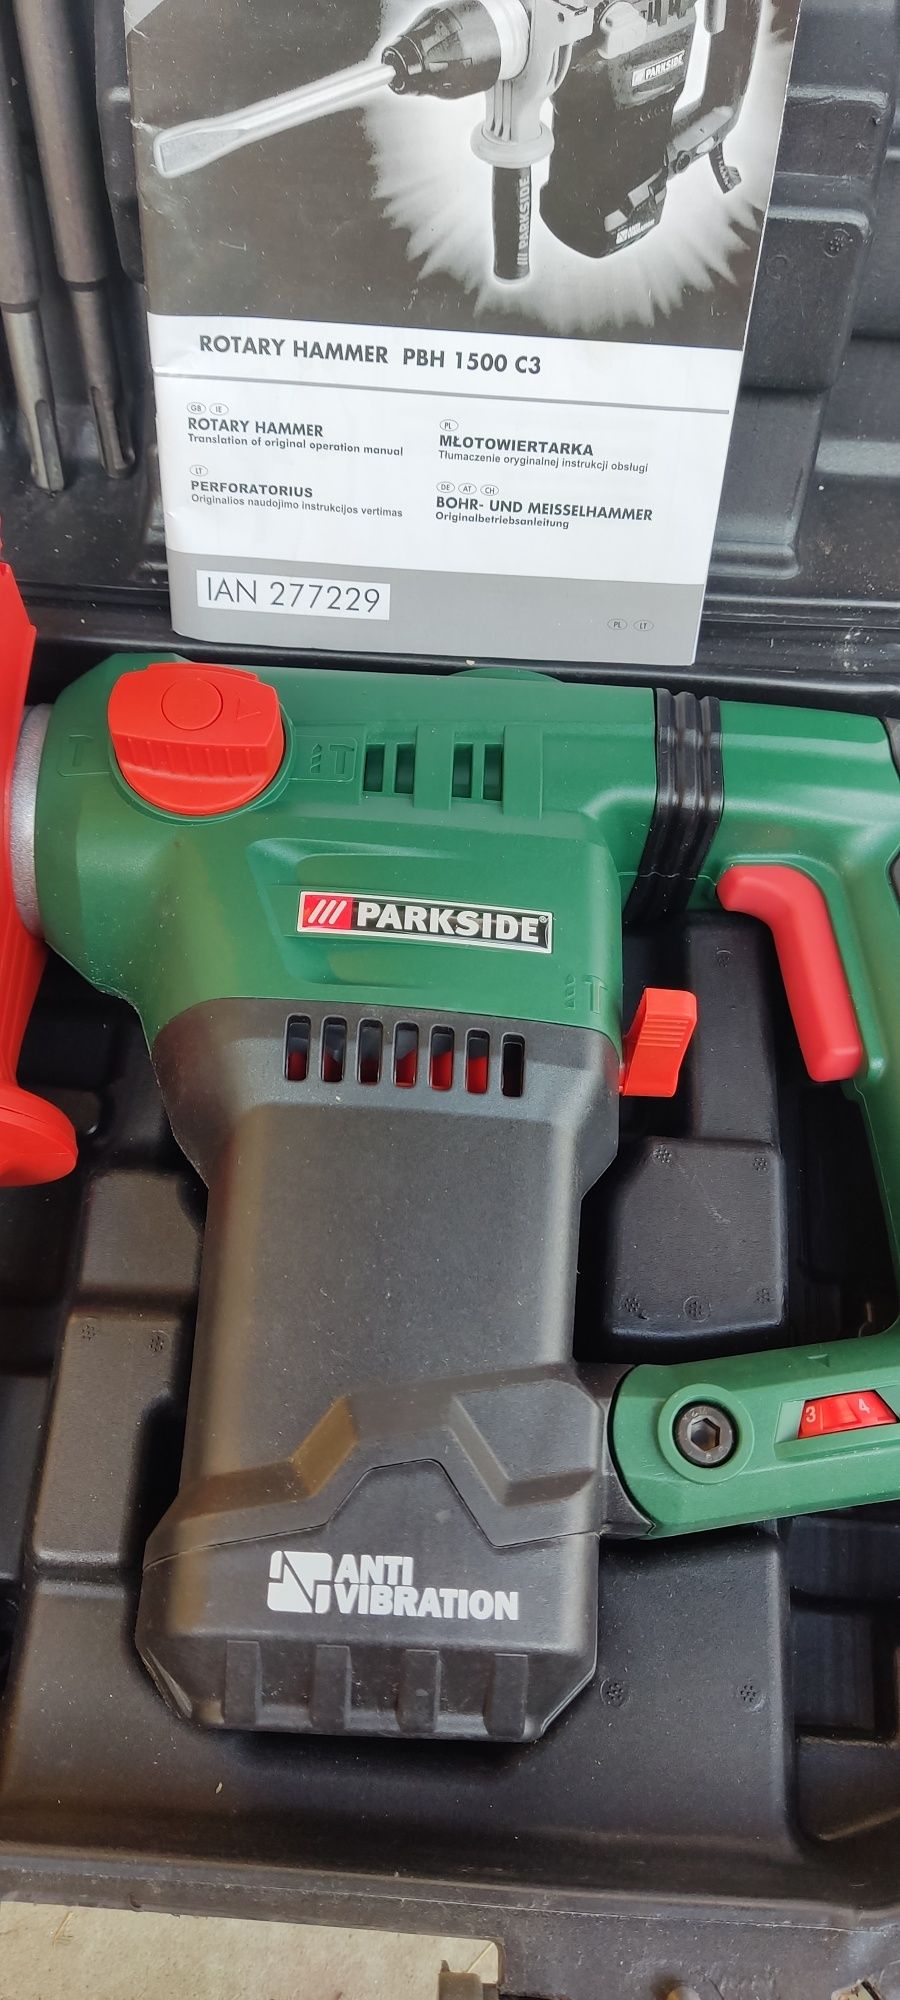 PARKSIDE
PARKSIDE
ROTARY HAMMER PBH 1500 C3
GB IE
ROTARY HAMMER
Translation of original operation manual
PL
MŁOTOWIERTARKA
Tłumaczenie oryginalnej instrukcji obsługi
LT
PERFORATORIUS
Originalios naudojimo instrukcijos vertimas
DE AT CH
BOHR- UND MEISSELHAMMER
Originalbetriebsanleitung
IAN 277229
PL LT
PARKSIDE®
3 4
ANTI
VIBRATION